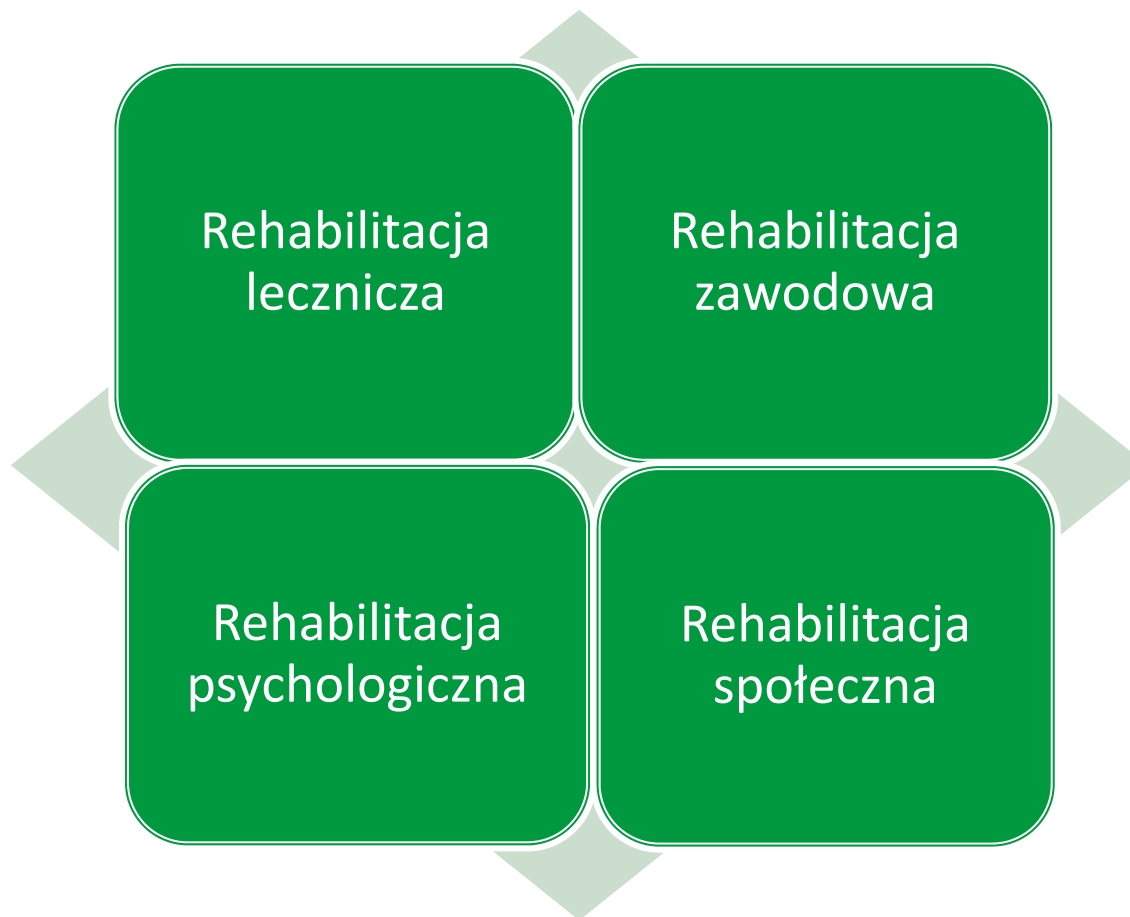 Rehabilitacja
lecznicza
Rehabilitacja
zawodowa
Rehabilitacja
psychologiczna
Rehabilitacja
społeczna